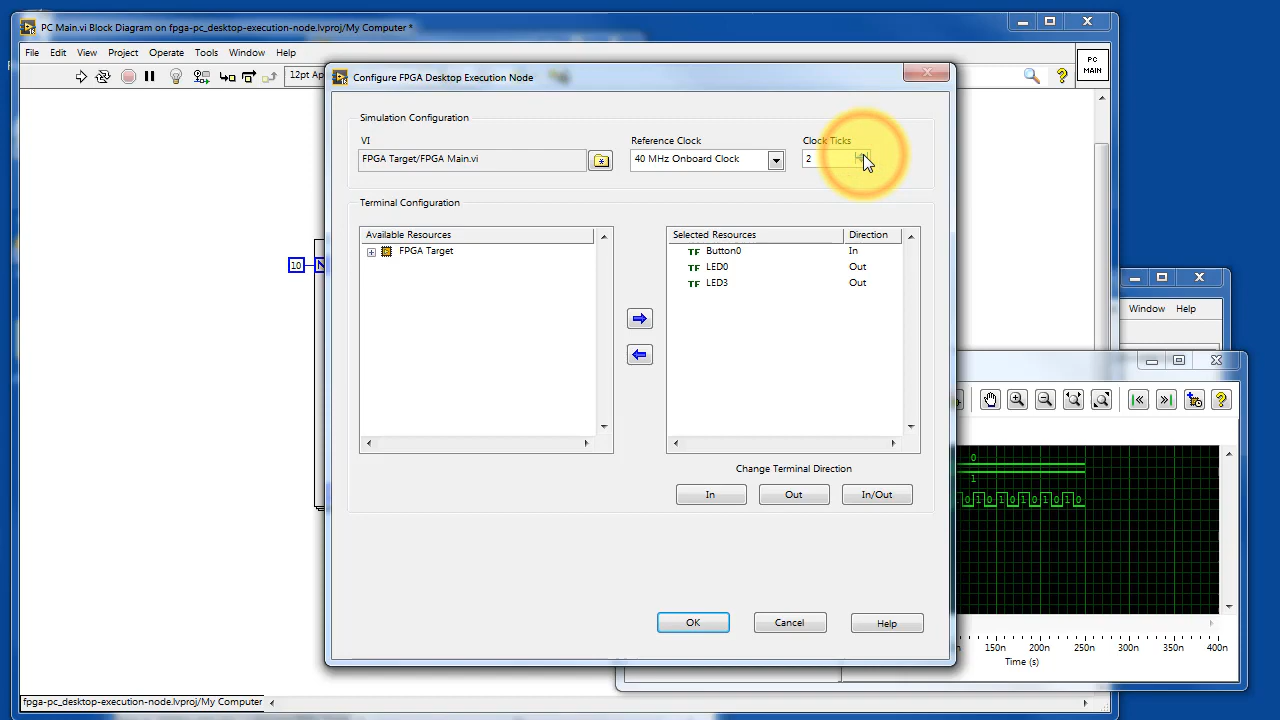 PC Main.vi Block Diagram on fpga-pc_desktop-execution-node.lvproj/My Computer *
File Edit View Project Operate Tools Window Help
12pt Ap
PC
MAIN
Configure FPGA Desktop Execution Node
Simulation Configuration
VI Reference Clock Clock Ticks
FPGA Target/FPGA Main.vi 40 MHz Onboard Clock 2
Terminal Configuration
Available Resources Selected Resources Direction
FPGA Target Button0 In
LED0 Out
LED3 Out
10 N
Window Help
Change Terminal Direction
In Out In/Out
0
1
0 1 0 1 0 1 0 1 0 1 0
OK Cancel Help
150n 200n 250n 300n 350n 400n
Time (s)
fpga-pc_desktop-execution-node.lvproj/My Computer